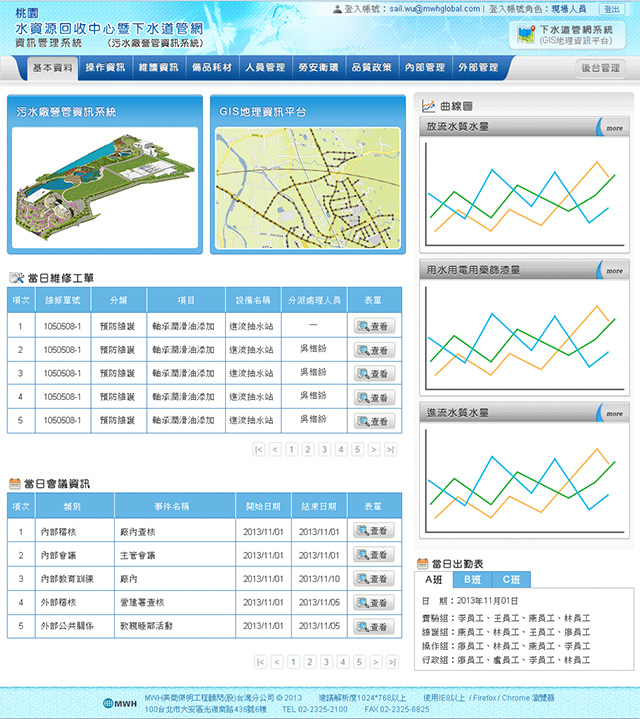 桃園
水資源回收中心暨下水道管網
資訊管理系統 （污水廠營管資訊系統）
登入帳號：sail.wu@mwhglobal.com | 登入帳號角色：現場人員 登出
下水道管網系統
(GIS地理資訊平台)
基本資料 操作資訊 維護資訊 備品耗材 人員管理 勞安衛環 品質政策 內部管理 外部管理 後台管理
污水廠營管資訊系統
GIS地理資訊平台
曲線圖
放流水質水量 more
用水用電用藥篩渣量 more
進流水質水量 more
當日維修工單
項次 維修單號 分類 項目 設備名稱 分派處理人員 表單
1 1050508-1 預防維護 軸承潤滑油添加 進流抽水站 — 查看
2 1050508-1 預防維護 軸承潤滑油添加 進流抽水站 查看
3 1050508-1 預防維護 軸承潤滑油添加 進流抽水站 查看
4 1050508-1 預防維護 軸承潤滑油添加 進流抽水站 查看
5 1050508-1 預防維護 軸承潤滑油添加 進流抽水站 查看
|< < 1 2 3 4 5 > >|
當日會議資訊
項次 類別 事件名稱 開始日期 結束日期 表單
1 內部稽核 廠內查核 2013/11/01 2013/11/01 查看
2 內部會議 主管會議 2013/11/01 2013/11/01 查看
3 內部教育訓練 廠內 2013/11/01 2013/11/10 查看
4 外部稽核 營建署查核 2013/11/01 2013/11/05 查看
5 外部公共關係 敦親睦鄰活動 2013/11/01 2013/11/05 查看
|< < 1 2 3 4 5 > >|
當日出勤表
A班 B班 C班
日 期：2013年11月01日
實驗組：李員工、王員工、康員工、林員工
維護組：康員工、林員工、王員工、廖員工
操作組：廖員工、林員工、康員工、李員工
行政組：廖員工、盧員工、李員工、林員工
MWH
MWH美商傑明工程顧問(股)台灣分公司 © 2013 建議解析度1024*768以上 使用IE8以上 / Firefox / Chrome 瀏覽器
100台北市大安區光復南路438號6樓 TEL 02-2325-2100 FAX 02-2325-6825